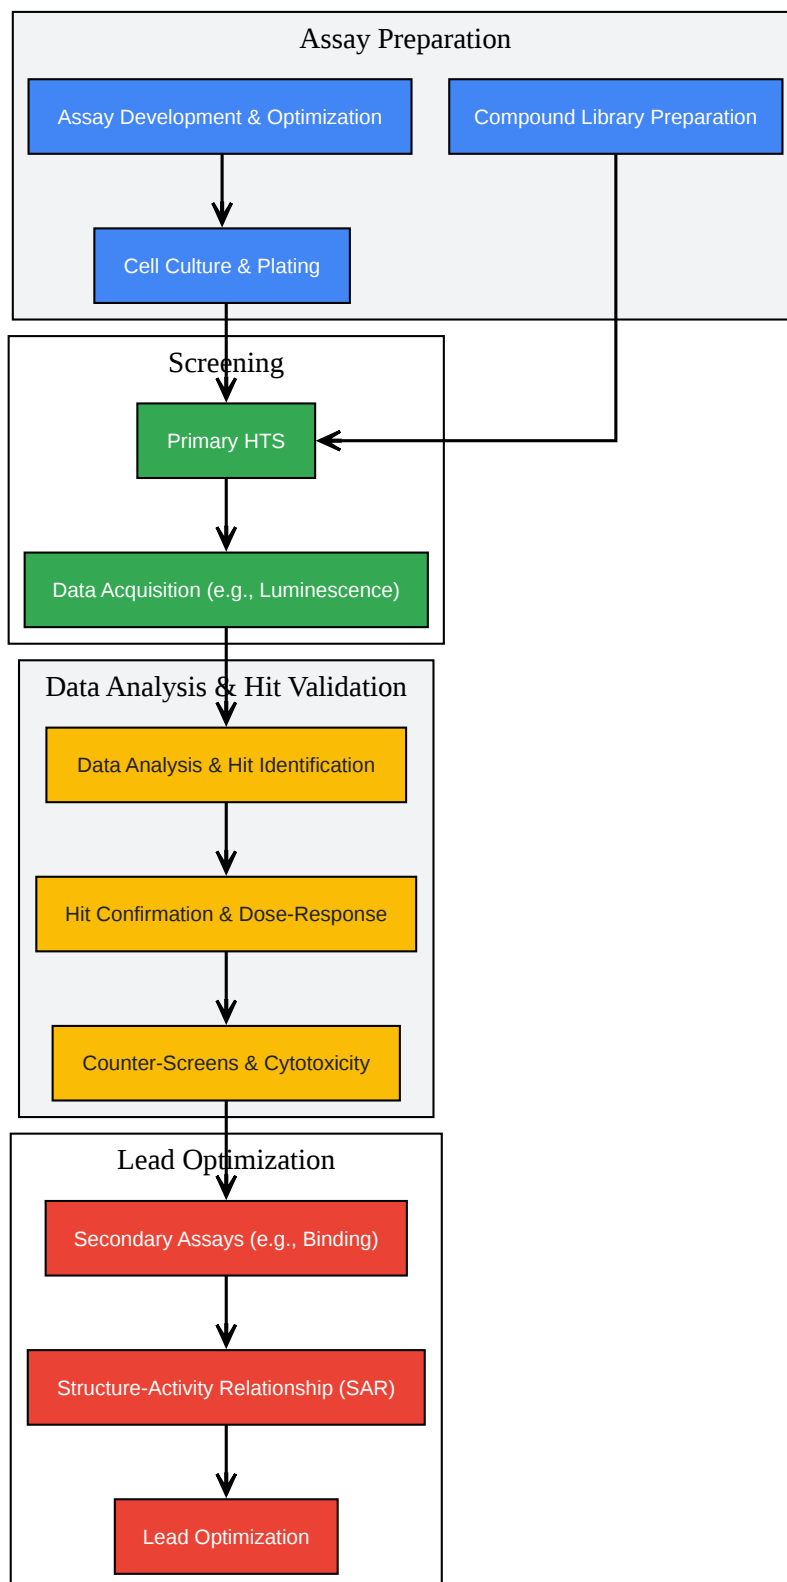 Assay Preparation
Assay Development & Optimization
Compound Library Preparation
Cell Culture & Plating
Screening
Primary HTS
Data Acquisition (e.g., Luminescence)
Data Analysis & Hit Validation
Data Analysis & Hit Identification
Hit Confirmation & Dose-Response
Counter-Screens & Cytotoxicity
Lead Optimization
Secondary Assays (e.g., Binding)
Structure-Activity Relationship (SAR)
Lead Optimization